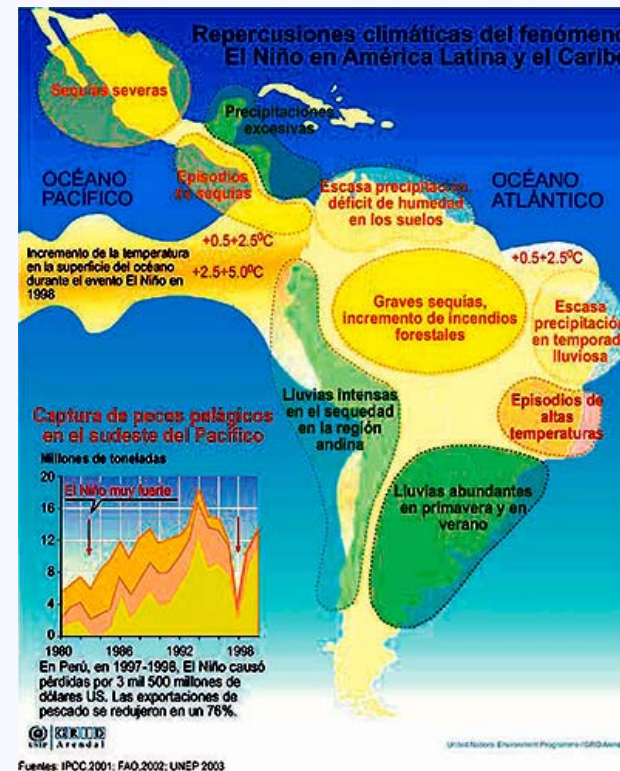 Repercusiones climáticas del fenómeno
El Niño en América Latina y el Caribe
Sequías severas
Precipitaciones
excesivas
OCÉANO
PACÍFICO
Episodios
de sequías
Escasa precipitación,
déficit de humedad
en los suelos
OCÉANO
ATLÁNTICO
Incremento de la temperatura
en la superficie del océano
durante el evento El Niño en
1998
+0.5+2.5ºC
+2.5+5.0ºC
+0.5+2.5ºC
Graves sequías,
incremento de incendios
forestales
Escasa
precipitación
en temporad
lluviosa
Lluvias intensas
en el sequedad
en la región
andina
Episodios de
altas
temperaturas
Lluvias abundantes
en primavera y en
verano
Captura de peces pelágicos
en el sudeste del Pacífico
Millones de toneladas
20
16
12
8
4
0
El Niño muy fuerte
1980 1986 1992 1998
En Perú, en 1997-1998, El Niño causó
pérdidas por 3 mil 500 millones de
dólares US. Las exportaciones de
pescado se redujeron en un 76%.
UNEP
GRID
Arendal
United Nations Environment Programme / GRID-Aren
Fuentes: IPCC 2001; FAO,2002; UNEP 2003